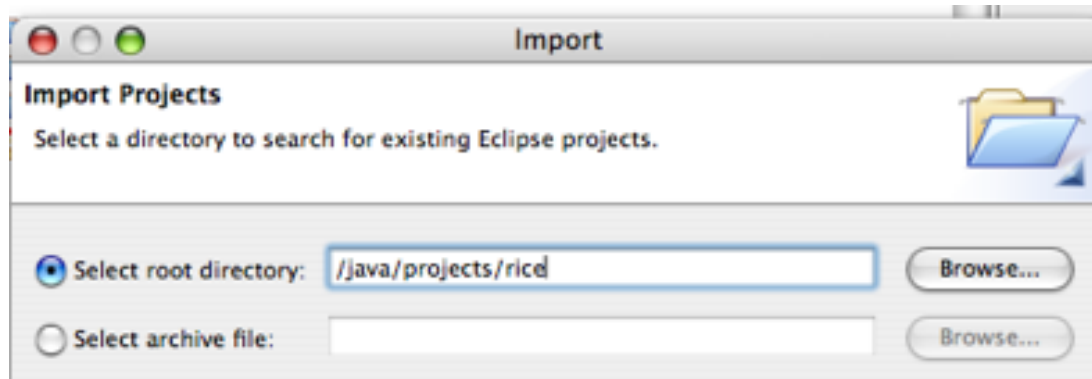 Import
Import Projects
Select a directory to search for existing Eclipse projects.
Select root directory: /java/projects/rice Browse...
Select archive file: Browse...